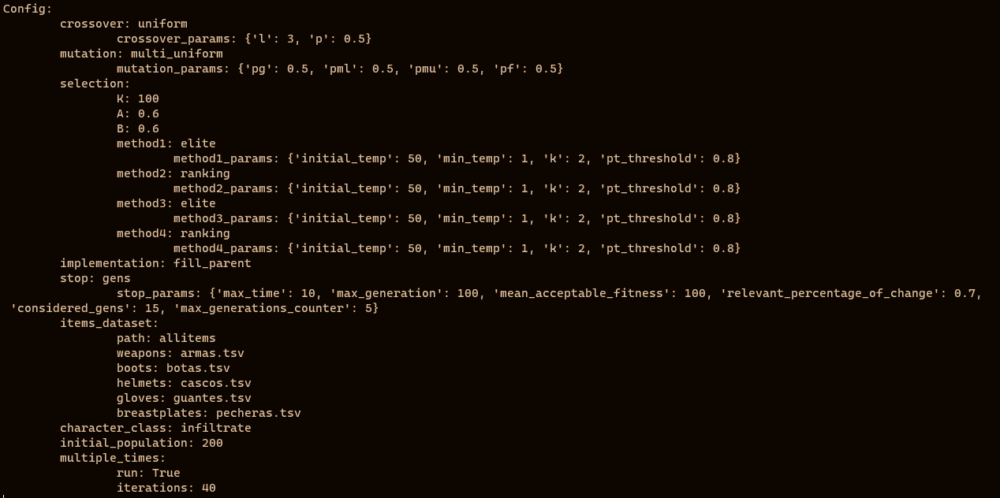 Config:
crossover: uniform
crossover_params: {'l': 3, 'p': 0.5}
mutation: multi_uniform
mutation_params: {'pg': 0.5, 'pml': 0.5, 'pmu': 0.5, 'pf': 0.5}
selection:
K: 100
A: 0.6
B: 0.6
method1: elite
method1_params: {'initial_temp': 50, 'min_temp': 1, 'k': 2, 'pt_threshold': 0.8}
method2: ranking
method2_params: {'initial_temp': 50, 'min_temp': 1, 'k': 2, 'pt_threshold': 0.8}
method3: elite
method3_params: {'initial_temp': 50, 'min_temp': 1, 'k': 2, 'pt_threshold': 0.8}
method4: ranking
method4_params: {'initial_temp': 50, 'min_temp': 1, 'k': 2, 'pt_threshold': 0.8}
implementation: fill_parent
stop: gens
stop_params: {'max_time': 10, 'max_generation': 100, 'mean_acceptable_fitness': 100, 'relevant_percentage_of_change': 0.7,
'considered_gens': 15, 'max_generations_counter': 5}
items_dataset:
path: allitems
weapons: armas.tsv
boots: botas.tsv
helmets: cascos.tsv
gloves: guantes.tsv
breastplates: pecheras.tsv
character_class: infiltrate
initial_population: 200
multiple_times:
run: True
iterations: 40